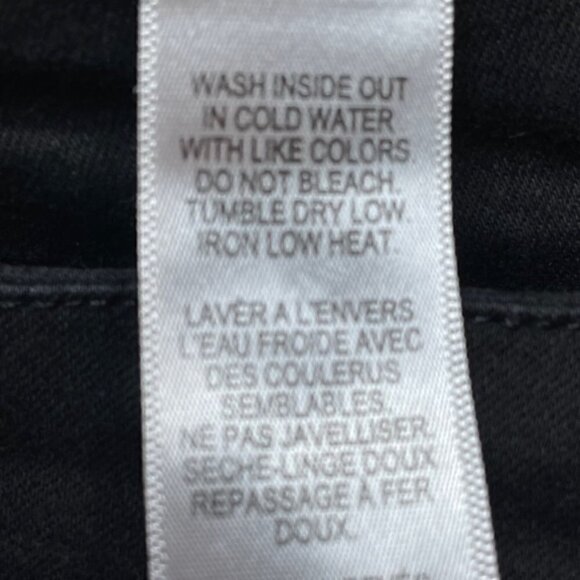 WASH INSIDE OUT
IN COLD WATER
WITH LIKE COLORS.
DO NOT BLEACH.
TUMBLE DRY LOW.
IRON LOW HEAT.
LAVER A L'ENVERS
L'EAU FROIDE AVEC
DES COULERUS
SEMBLABLES.
NE PAS JAVELLISER.
SECHE-LINGE DOUX
REPASSAGE A FER
DOUX.